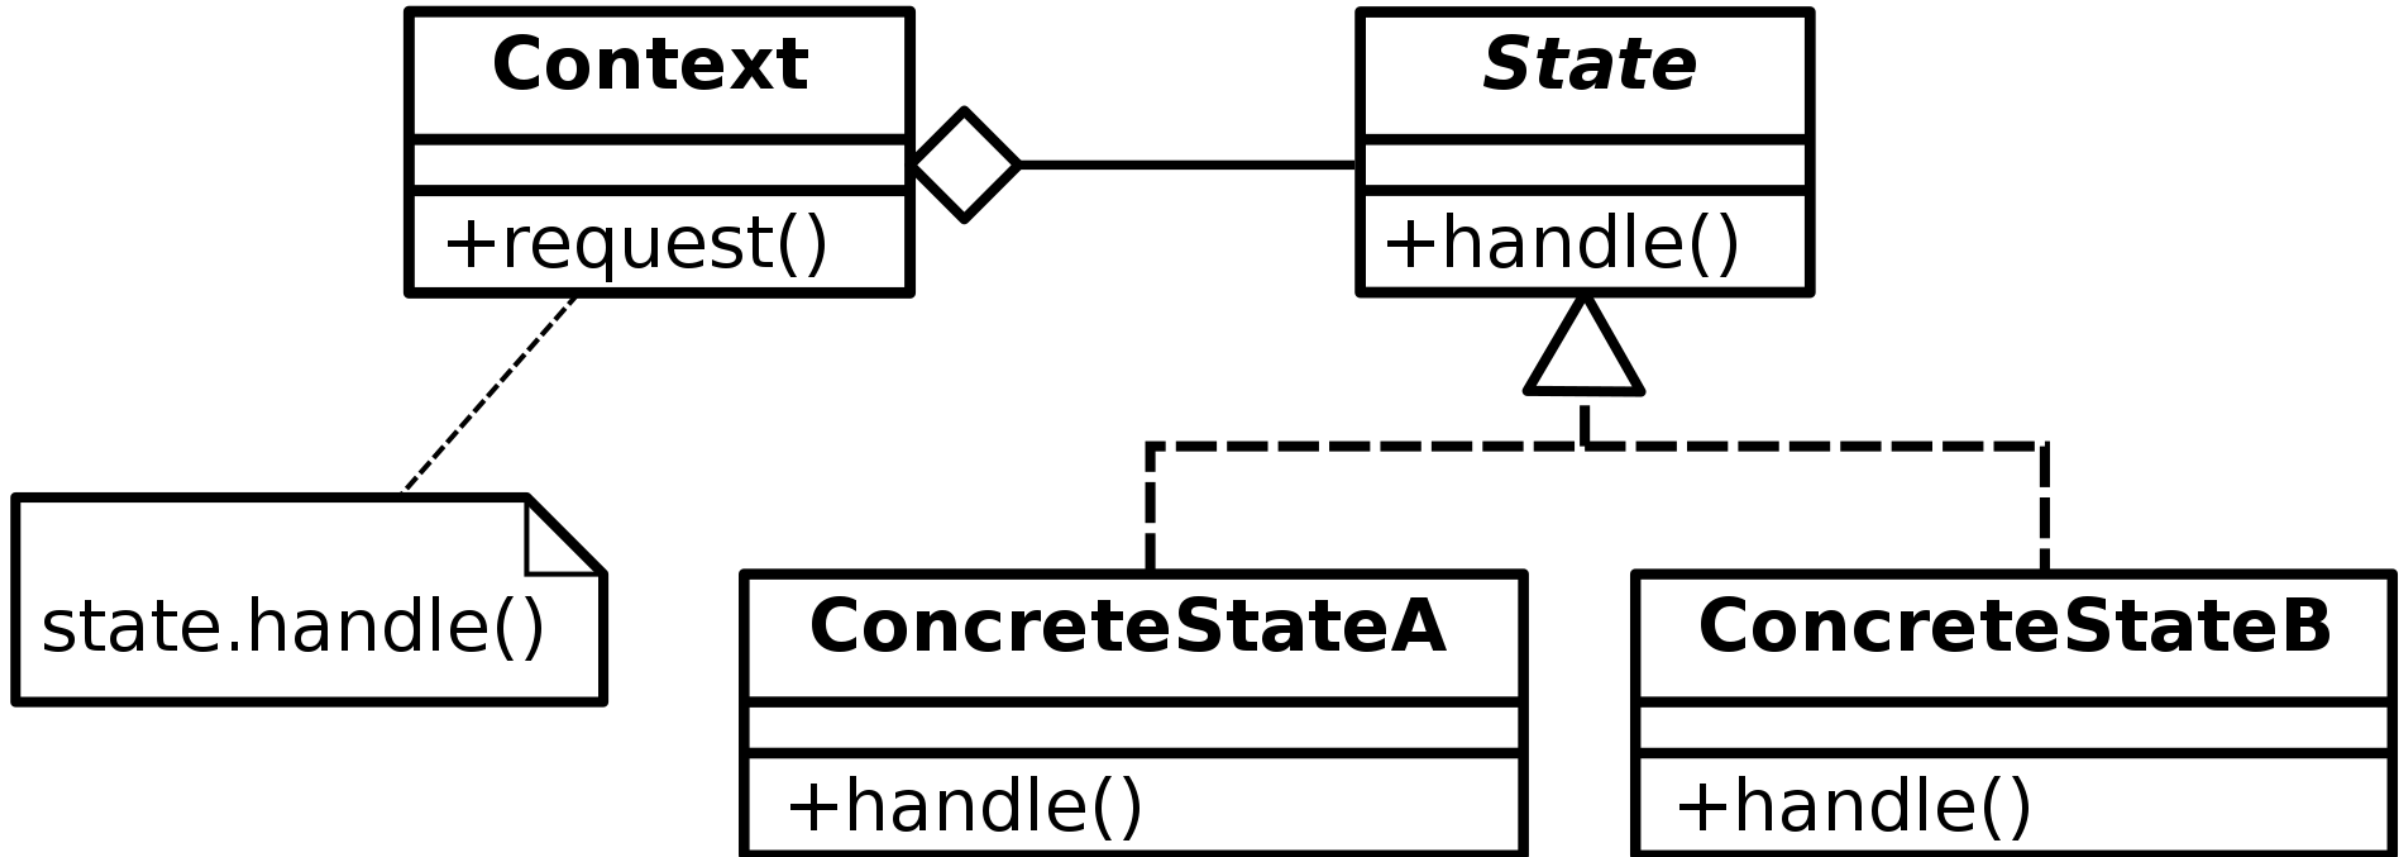 Context
+request()
State
+handle()
state.handle()
ConcreteStateA
+handle()
ConcreteStateB
+handle()